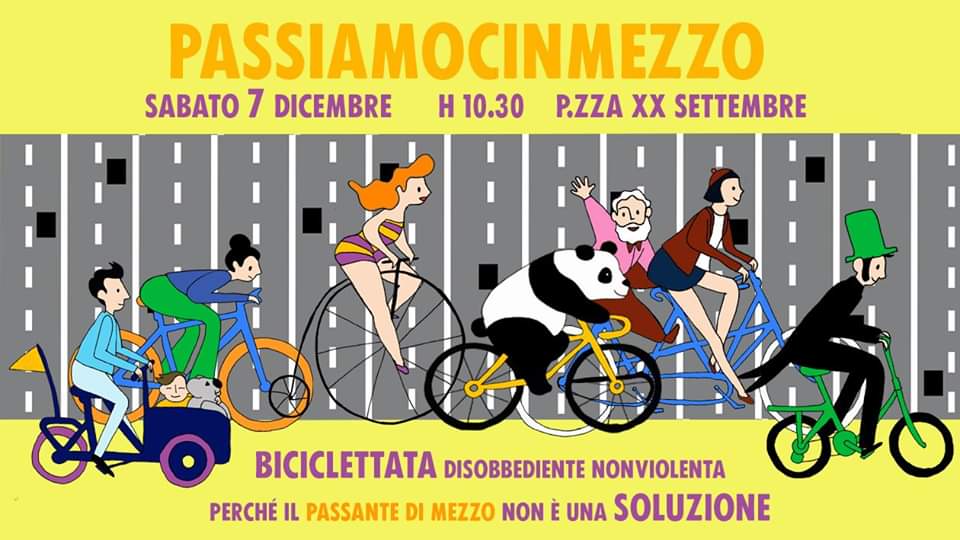 PASSIAMOCINMEZZO
SABATO 7 DICEMBRE H 10.30 P.ZZA XX SETTEMBRE
BICICLETTATA DISOBBEDIENTE NONVIOLENTA
PERCHÉ IL PASSANTE DI MEZZO NON È UNA SOLUZIONE